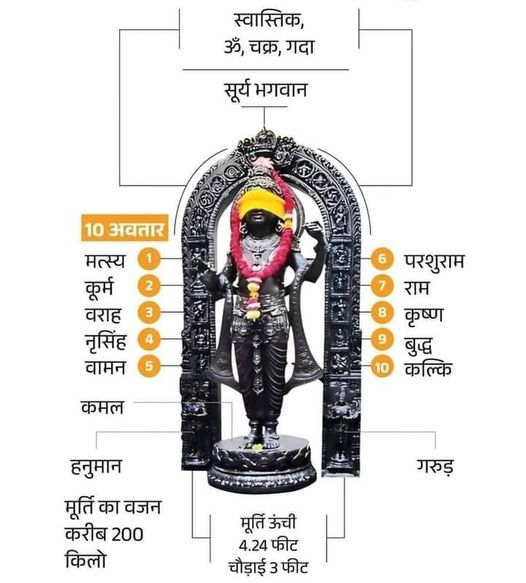 स्वास्तिक,
ॐ, चक्र, गदा
सूर्य भगवान
10 अवतार
मत्स्य 1
कूर्म 2
वराह 3
नृसिंह 4
वामन 5
6 परशुराम
7 राम
8 कृष्ण
9 बुद्ध
10 कल्कि
कमल
हनुमान
गरुड़
मूर्ति का वजन
करीब 200
किलो
मूर्ति ऊंची
4.24 फीट
चौड़ाई 3 फीट